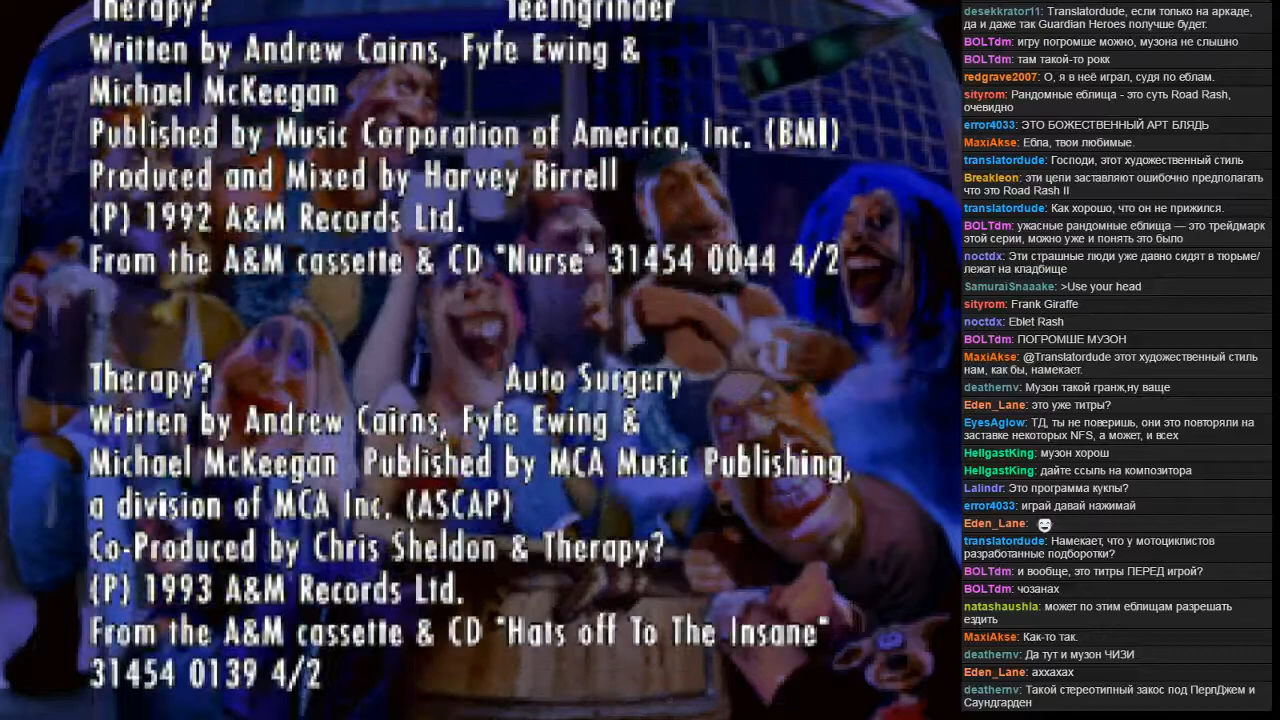 Therapy? Teethgrinder
Written by Andrew Cairns, Fyfe Ewing &
Michael McKeegan
Published by Music Corporation of America, Inc. (BMI)
Produced and Mixed by Harvey Birrell
(P) 1992 A&M Records Ltd.
From the A&M cassette & CD "Nurse" 31454 0044 4/2
Therapy? Auto Surgery
Written by Andrew Cairns, Fyfe Ewing &
Michael McKeegan Published by MCA Music Publishing,
a division of MCA Inc. (ASCAP)
Co-Produced by Chris Sheldon & Therapy?
(P) 1993 A&M Records Ltd.
From the A&M cassette & CD "Hats off To The Insane"
31454 0139 4/2
desekkrator11: Translatordude, если только на аркаде,
да и даже так Guardian Heroes получше будет.
BOLTdm: игру погромше можно, музона не слышно
BOLTdm: там такой-то рокк
redgrave2007: О, я в неё играл, судя по еблам.
sityrom: Рандомные еблища - это суть Road Rash,
очевидно
error4033: ЭТО БОЖЕСТВЕННЫЙ АРТ БЛЯДЬ
MaxiAkse: Ебла, твои любимые.
translatordude: Господи, этот художественный стиль
Breakleon: эти цепи заставляют ошибочно предполагать
что это Road Rash II
translatordude: Как хорошо, что он не прижился.
BOLTdm: ужасные рандомные еблища — это трейдмарк
этой серии, можно уже и понять это было
noctdx: Эти страшные люди уже давно сидят в тюрьме/
лежат на кладбище
SamuraiSnaaake: >Use your head
sityrom: Frank Giraffe
noctdx: Eblet Rash
BOLTdm: ПОГРОМШЕ МУЗОН
MaxiAkse: @Translatordude этот художественный стиль
нам, как бы, намекает.
deathernv: Музон такой гранж,ну ваще
Eden_Lane: это уже титры?
EyesAglow: ТД, ты не поверишь, они это повторяли на
заставке некоторых NFS, а может, и всех
HellgastKing: музон хорош
HellgastKing: дайте ссыль на композитора
Lalindr: Это программа куклы?
error4033: играй давай нажимай
Eden_Lane:
translatordude: Намекает, что у мотоциклистов
разработанные подборотки?
BOLTdm: и вообще, это титры ПЕРЕД игрой?
BOLTdm: чозанах
natashaushla: может по этим еблищам разрешать
ездить
MaxiAkse: Как-то так.
deathernv: Да тут и музон ЧИЗИ
Eden_Lane: аххахах
deathernv: Такой стереотипный закос под ПерлДжем и
Саундгарден